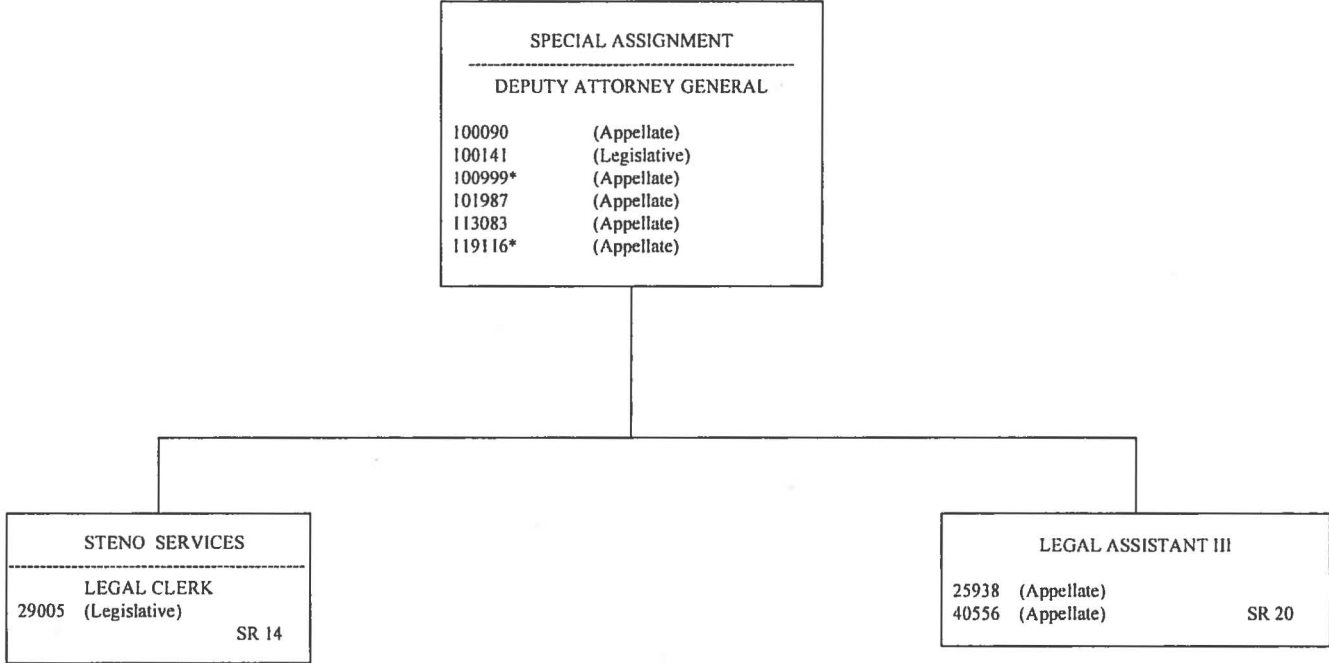 SPECIAL ASSIGNMENT
DEPUTY ATTORNEY GENERAL
100090 (Appellate)
100141 (Legislative)
100999* (Appellate)
101987 (Appellate)
113083 (Appellate)
119116* (Appellate)
STENO SERVICES
LEGAL CLERK
29005 (Legislative)
SR 14
LEGAL ASSISTANT III
25938 (Appellate)
40556 (Appellate) SR 20